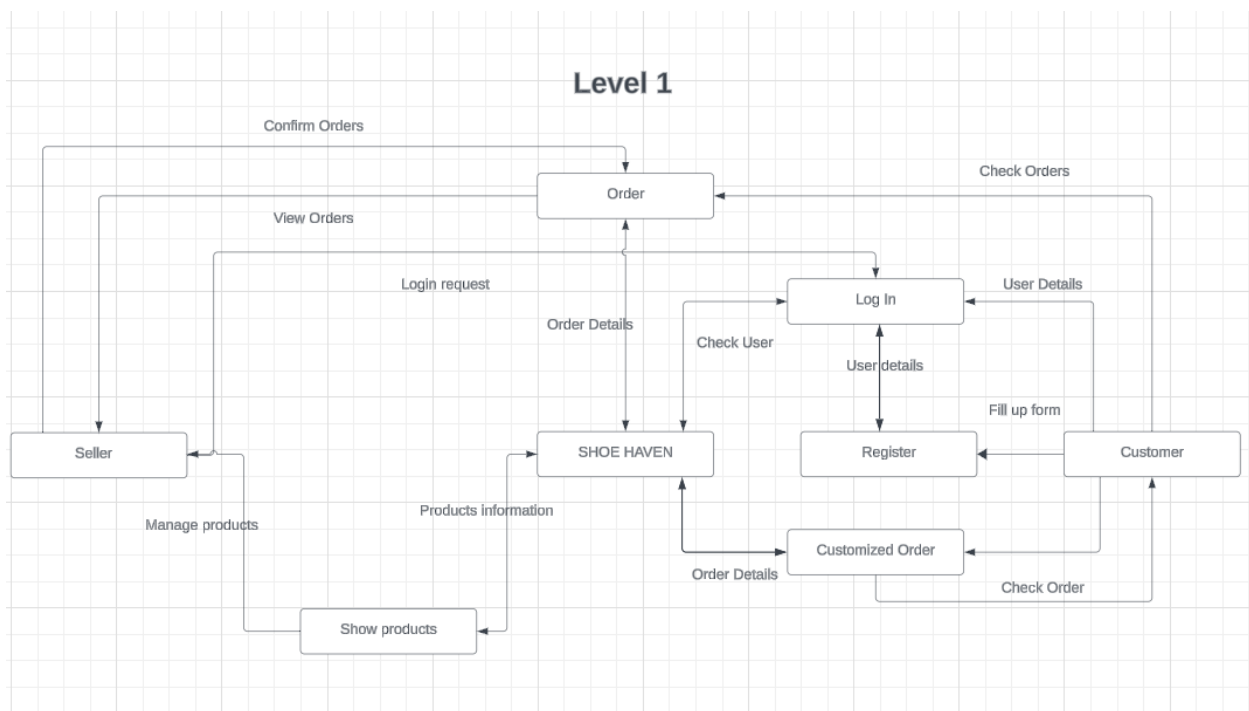 Level 1
Confirm Orders
Check Orders
Order
View Orders
Login request
User Details
Log In
Order Details
Check User
User details
Fill up form
Seller
SHOE HAVEN
Register
Customer
Products information
Manage products
Customized Order
Order Details
Check Order
Show products